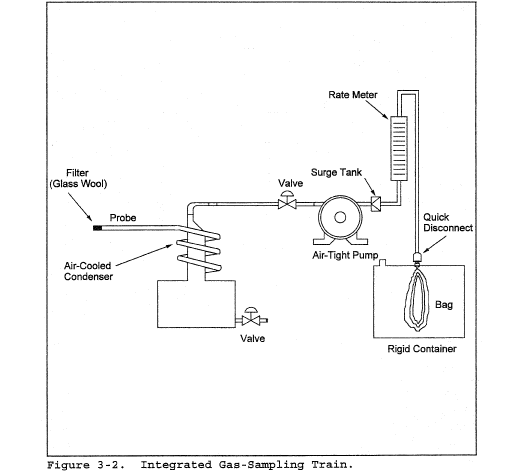 Rate Meter
Filter
(Glass Wool)
Surge Tank
Valve
Probe
Quick
Disconnect
Air-Tight Pump
Air-Cooled
Condenser
Bag
Valve
Rigid Container
Figure 3-2. Integrated Gas-Sampling Train.